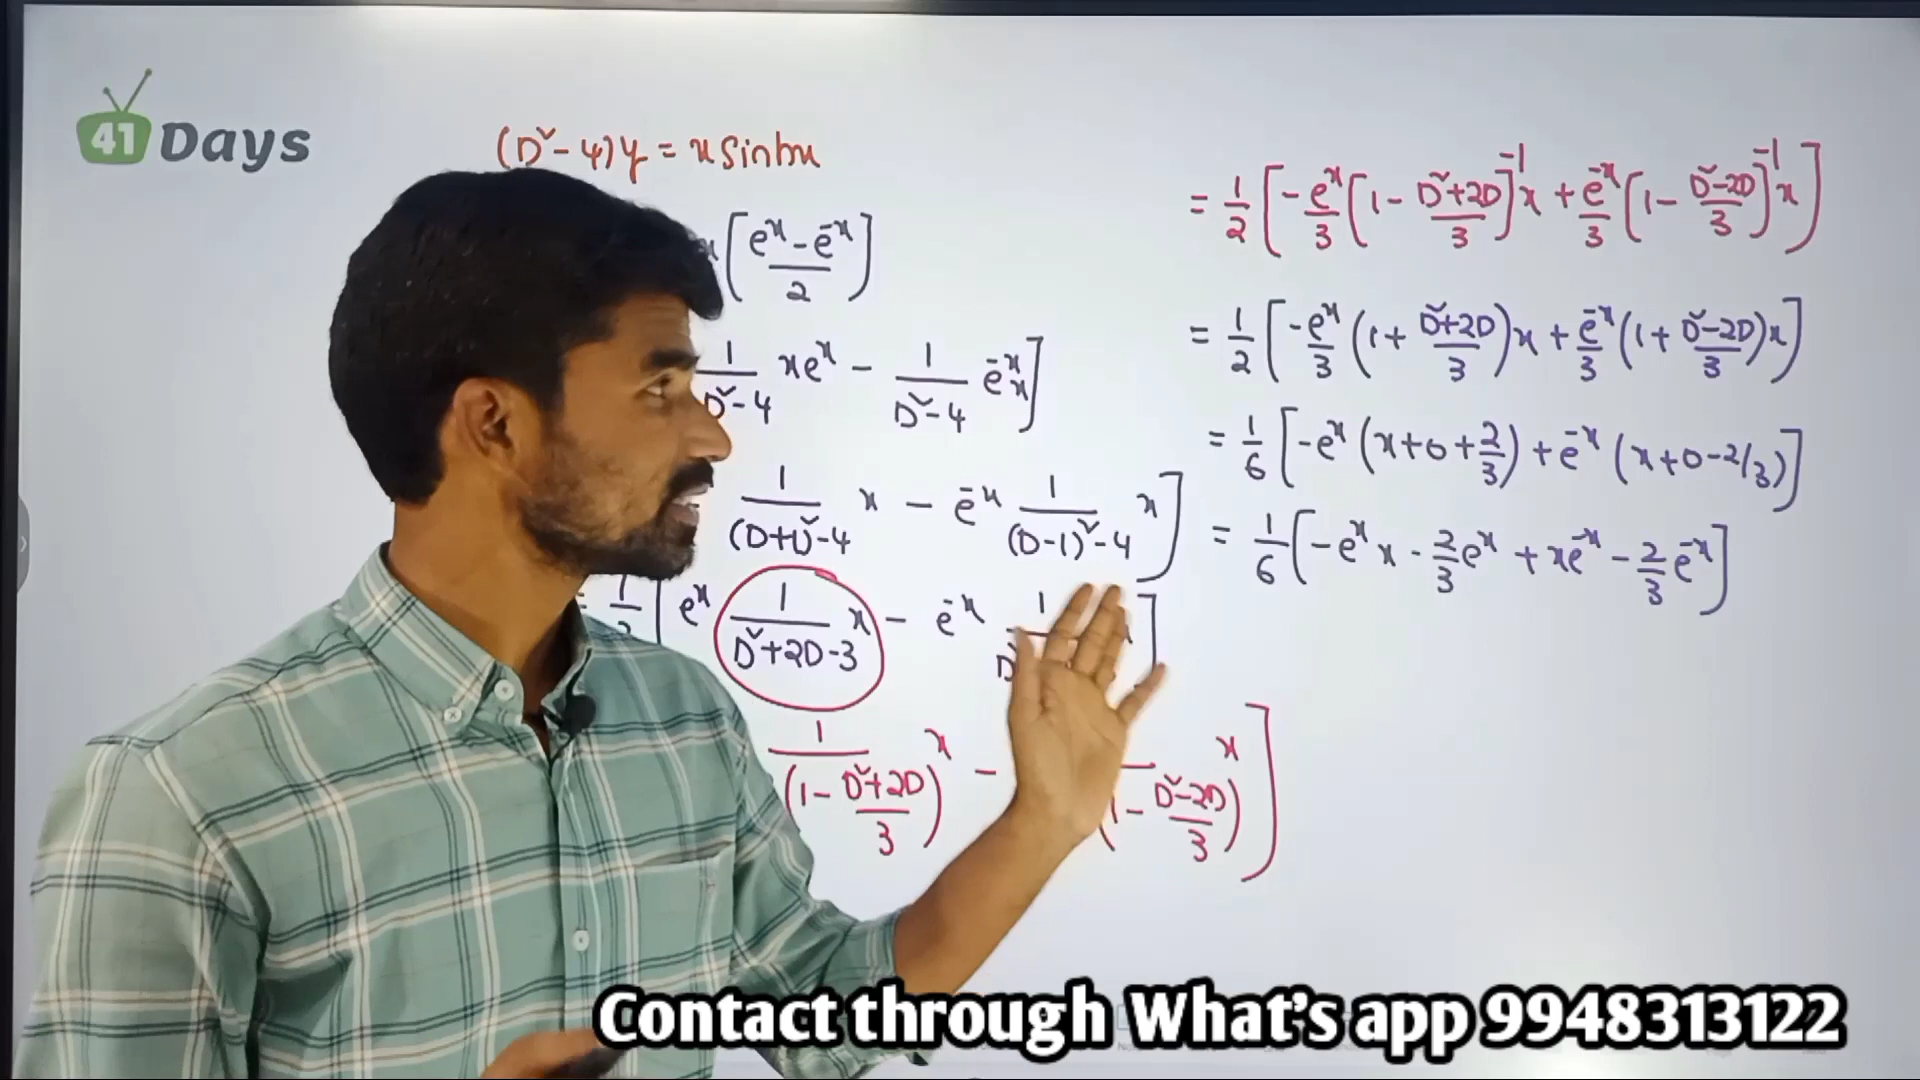 41 Days
(D²-4)y = x Sinhx
x[(eˣ - e⁻ˣ)/2]
1/(D²-4) xeˣ - 1/(D²-4) e⁻ˣx]
1/((D+1)²-4) x - e⁻ˣ 1/((D-1)²-4) x]
= 1/2 [eˣ 1/(D²+2D-3) x - e⁻ˣ 1/
1/(1 - (D²+2D)/3) x - (1 - (D²-2D)/3) x]
= 1/2 [-eˣ/3 [1 - (D²+2D)/3]⁻¹ x + e⁻ˣ/3 [1 - (D²-2D)/3]⁻¹ x]
= 1/2 [-eˣ/3 (1 + (D²+2D)/3) x + e⁻ˣ/3 (1 + (D²-2D)/3) x]
= 1/6 [-eˣ (x+0+2/3) + e⁻ˣ (x+0-2/3)]
= 1/6 [-eˣx - 2/3 eˣ + xe⁻ˣ - 2/3 e⁻ˣ]
Contact through What's app 9948313122